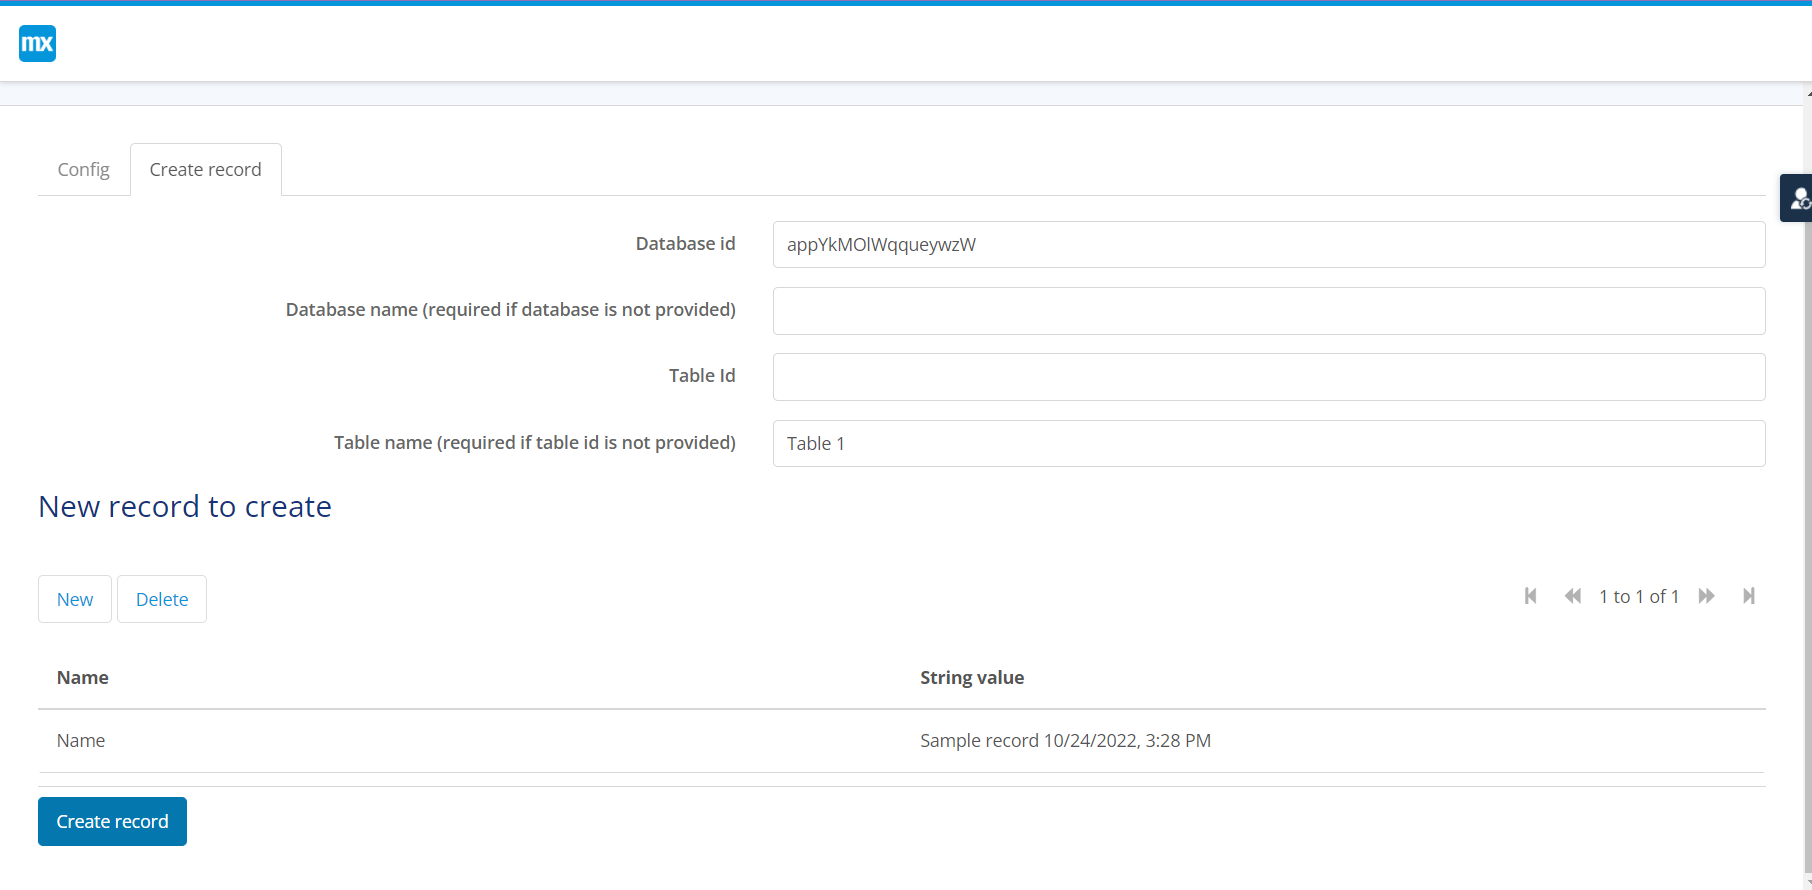 mx
Config Create record
Database id appYkMOlWqqueywzW
Database name (required if database is not provided)
Table Id
Table name (required if table id is not provided) Table 1
New record to create
New Delete 1 to 1 of 1
Name String value
Name Sample record 10/24/2022, 3:28 PM
Create record